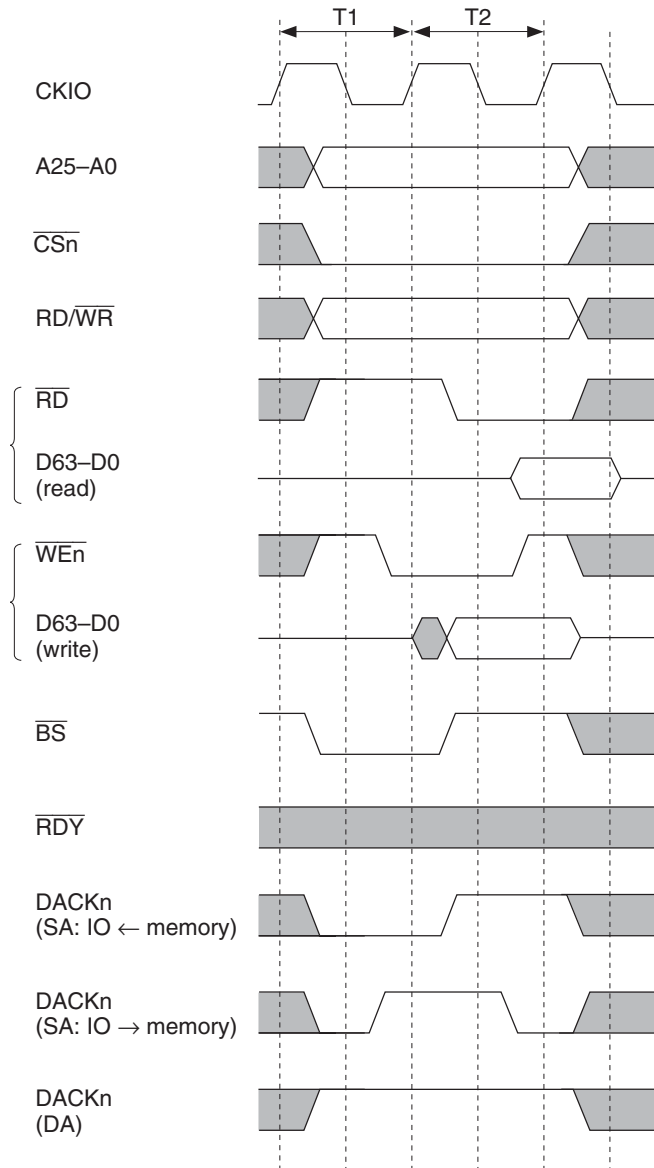 T1 T2
CKIO
A25–A0
CSn
RD/WR
RD
D63–D0
(read)
WEn
D63–D0
(write)
BS
RDY
DACKn
(SA: IO ← memory)
DACKn
(SA: IO → memory)
DACKn
(DA)